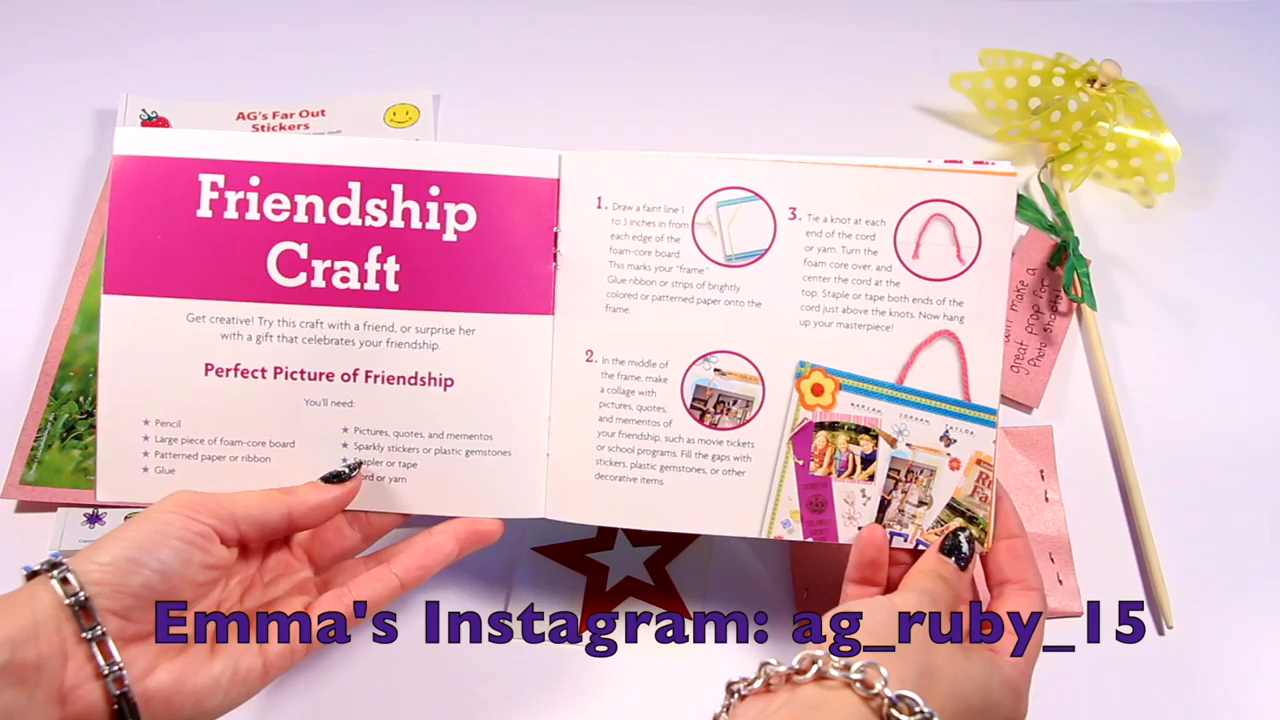 AG's Far Out
Stickers
Friendship
Craft
Get creative! Try this craft with a friend, or surprise her
with a gift that celebrates your friendship.
Perfect Picture of Friendship
You'll need:
★ Pencil
★ Large piece of foam-core board
★ Patterned paper or ribbon
★ Glue
★ Pictures, quotes, and mementos
★ Sparkly stickers or plastic gemstones
or tape
or yarn
1. Draw a faint line 1
to 3 inches in from
each edge of the
foam-core board.
This marks your "frame."
Glue ribbon or strips of brightly
colored or patterned paper onto the
frame.
2. In the middle of
the frame, make
a collage with
pictures, quotes,
and mementos of
your friendship, such as movie tickets
or school programs. Fill the gaps with
stickers, plastic gemstones, or other
decorative items.
3. Tie a knot at each
end of the cord
or yarn. Turn the
foam core over, and
center the cord at the
top. Staple or tape both ends of the
cord just above the knots. Now hang
up your masterpiece!
MARIAH
JORDAN
TAYLOR
make a
great prop for
Photo shoots!
Emma's Instagram: ag_ruby_15